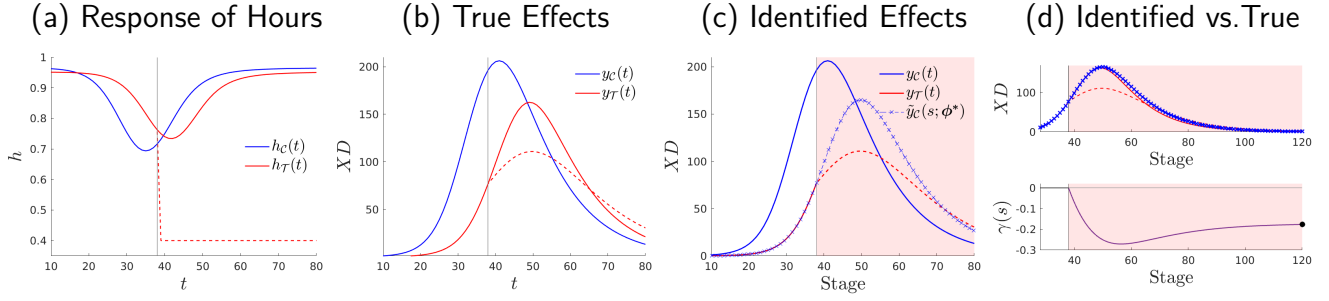 (a) Response of Hours
1
0.9
0.8
0.7
0.6
0.5
0.4
h
10 20 30 40 50 60 70 80
t
h_C(t)
h_T(t)
(b) True Effects
200
150
100
50
XD
10 20 30 40 50 60 70 80
t
y_C(t)
y_T(t)
(c) Identified Effects
200
150
100
50
0
XD
10 20 30 40 50 60 70 80
Stage
y_C(t)
y_T(t)
ỹ_C(s; ϕ*)
(d) Identified vs.True
100
0
XD
40 60 80 100 120
Stage
0
-0.1
-0.2
-0.3
γ(s)
40 60 80 100 120
Stage